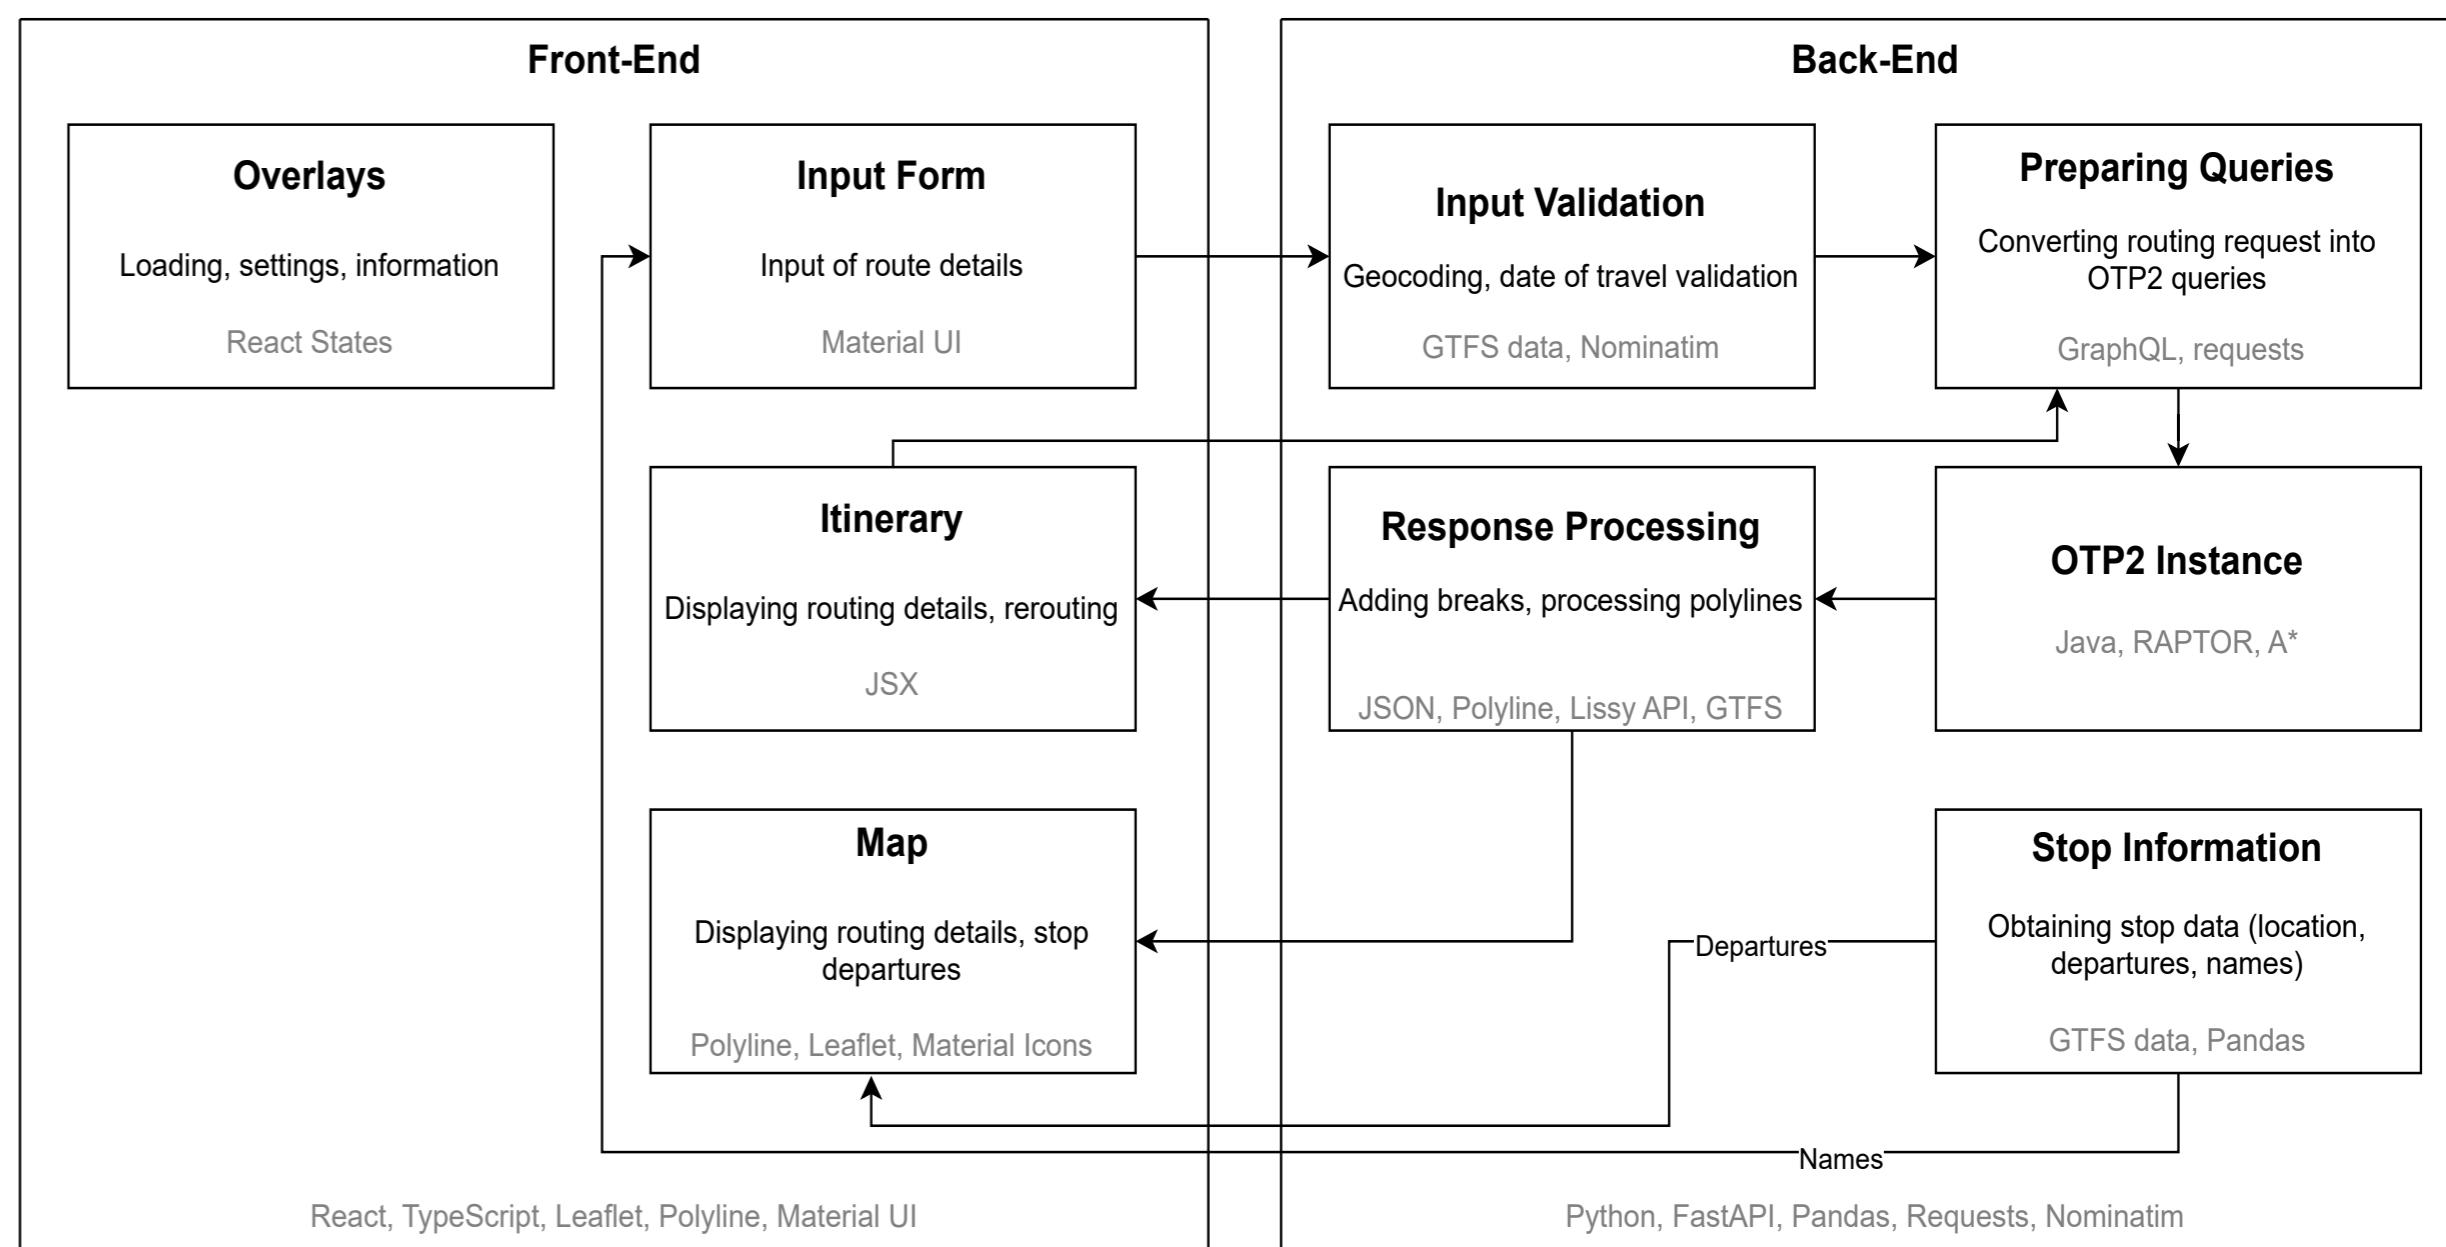 Front-End
Overlays
Loading, settings, information
React States
Input Form
Input of route details
Material UI
Itinerary
Displaying routing details, rerouting
JSX
Map
Displaying routing details, stop
departures
Polyline, Leaflet, Material Icons
React, TypeScript, Leaflet, Polyline, Material UI
Back-End
Input Validation
Geocoding, date of travel validation
GTFS data, Nominatim
Preparing Queries
Converting routing request into
OTP2 queries
GraphQL, requests
Response Processing
Adding breaks, processing polylines
JSON, Polyline, Lissy API, GTFS
OTP2 Instance
Java, RAPTOR, A*
Stop Information
Obtaining stop data (location,
departures, names)
GTFS data, Pandas
Departures
Names
Python, FastAPI, Pandas, Requests, Nominatim